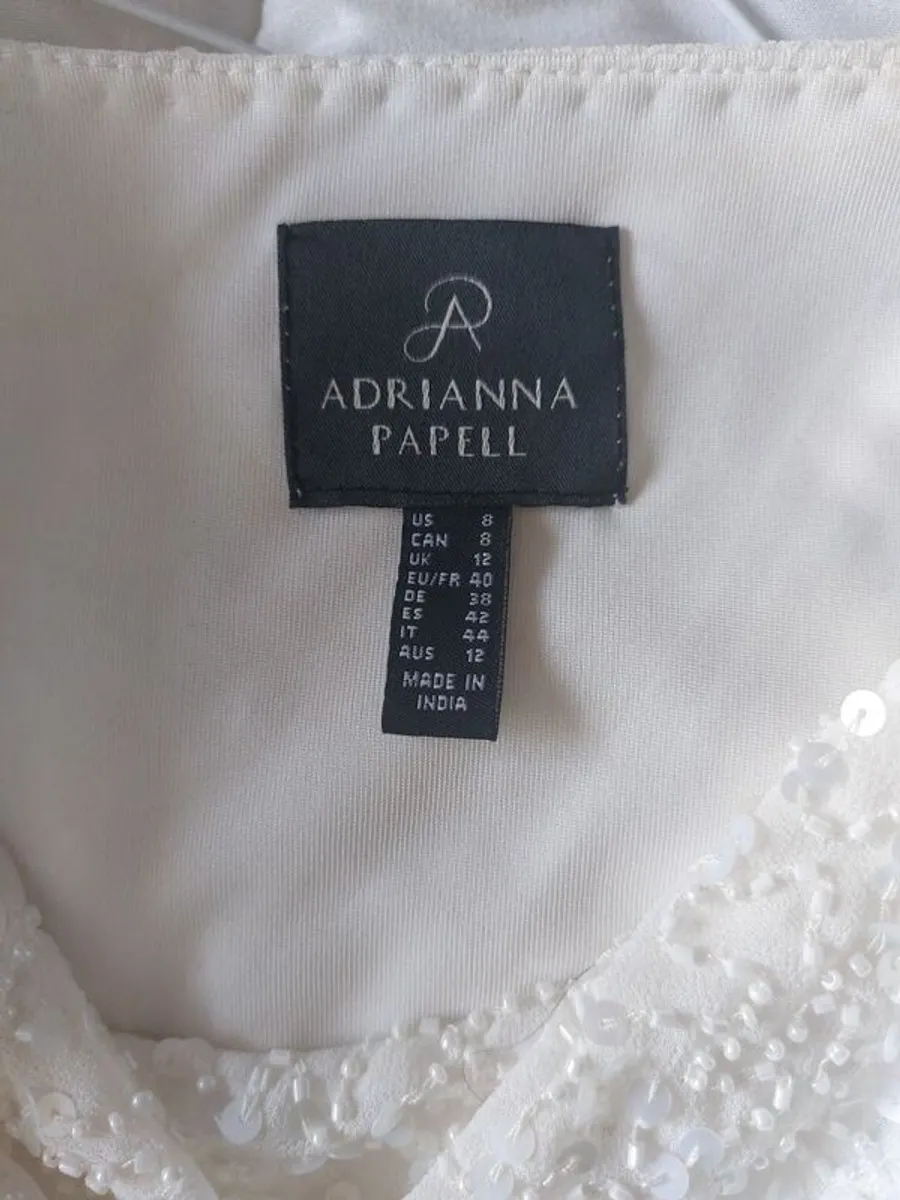 ADRIANNA
PAPELL
US 8
CAN 8
UK 12
EU/FR 40
DE 38
ES 42
IT 44
AUS 12
MADE IN
INDIA